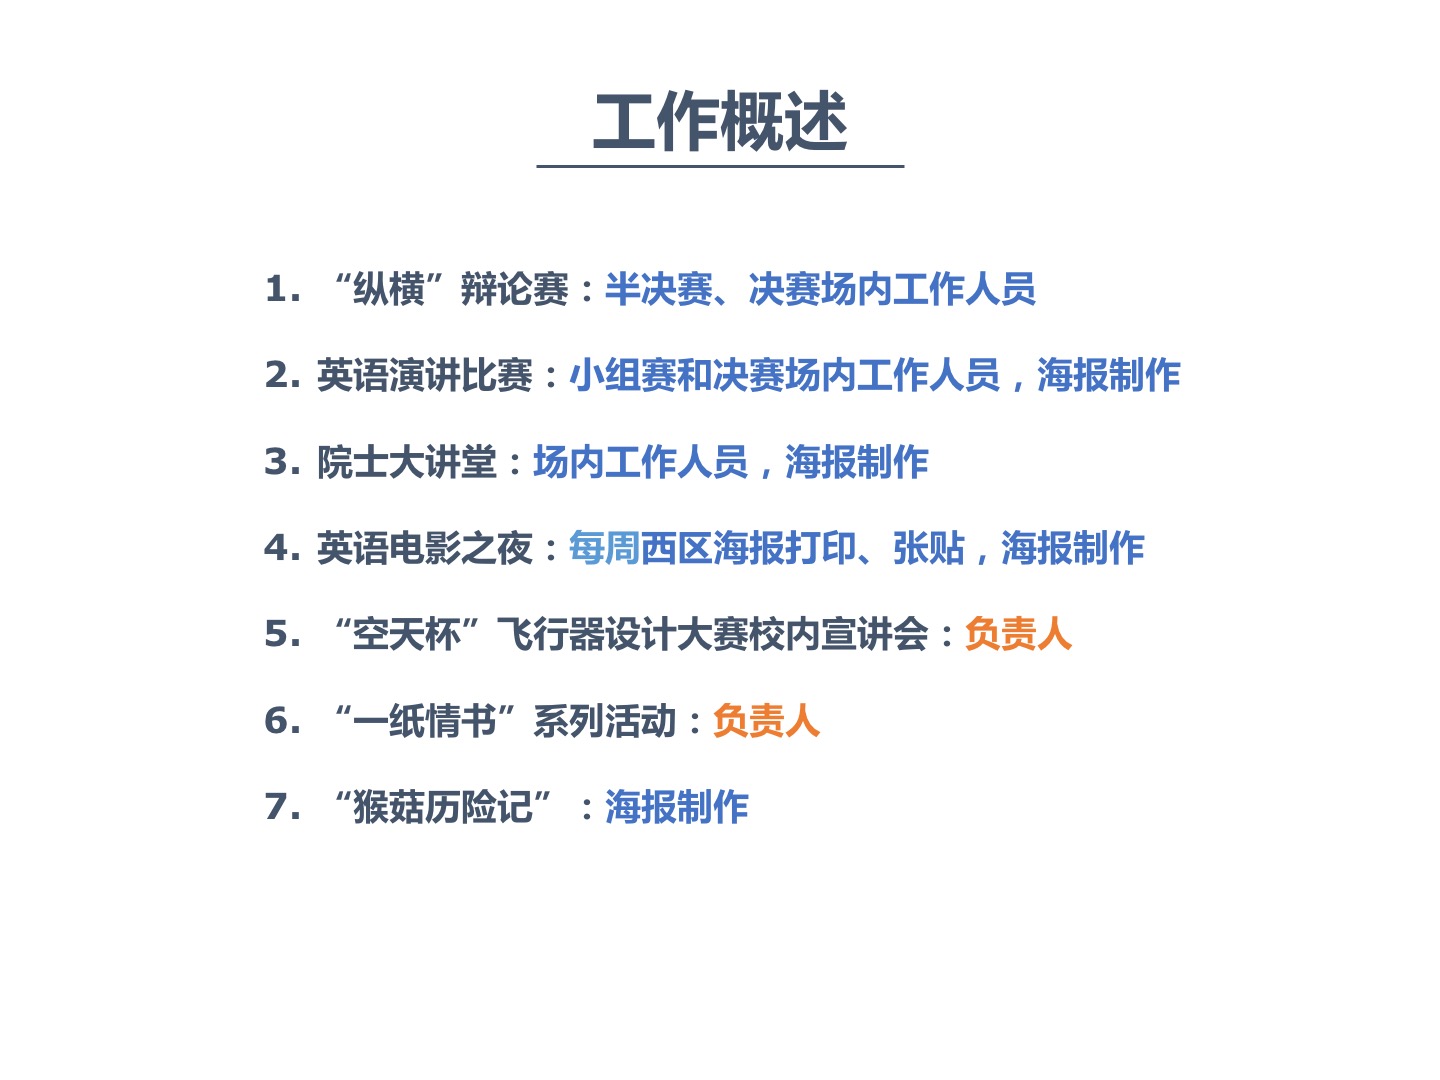 工作概述
1. “纵横”辩论赛：半决赛、决赛场内工作人员
2. 英语演讲比赛：小组赛和决赛场内工作人员，海报制作
3. 院士大讲堂：场内工作人员，海报制作
4. 英语电影之夜：每周西区海报打印、张贴，海报制作
5. “空天杯”飞行器设计大赛校内宣讲会：负责人
6. “一纸情书”系列活动：负责人
7. “猴菇历险记”：海报制作